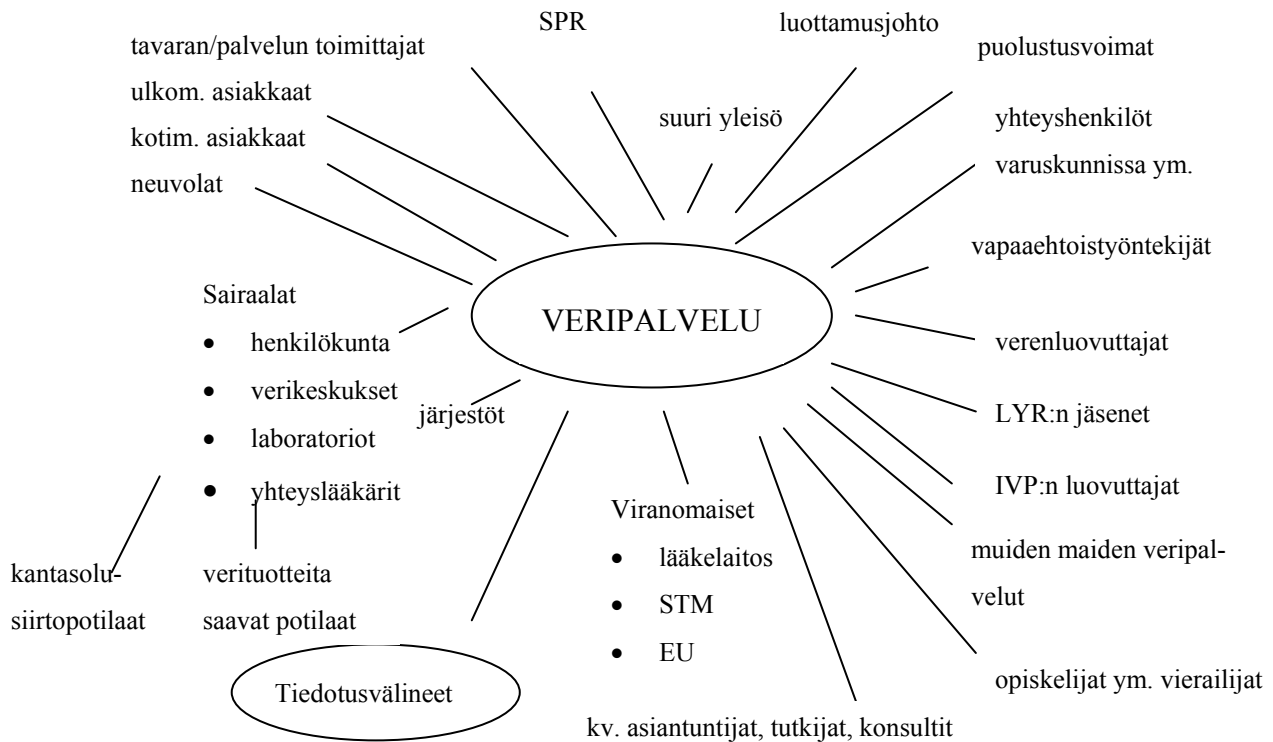 SPR
luottamusjohto
tavaran/palvelun toimittajat
puolustusvoimat
ulkom. asiakkaat
suuri yleisö
yhteyshenkilöt
varuskunnissa ym.
kotim. asiakkaat
neuvolat
vapaaehtoistyöntekijät
Sairaalat
• henkilökunta
• verikeskukset
• laboratoriot
• yhteyslääkärit
VERIPALVELU
verenluovuttajat
järjestöt
LYR:n jäsenet
IVP:n luovuttajat
Viranomaiset
• lääkelaitos
• STM
• EU
muiden maiden veripal-
velut
kantasolu-
siirtopotilaat
verituotteita
saavat potilaat
Tiedotusvälineet
opiskelijat ym. vierailijat
kv. asiantuntijat, tutkijat, konsultit